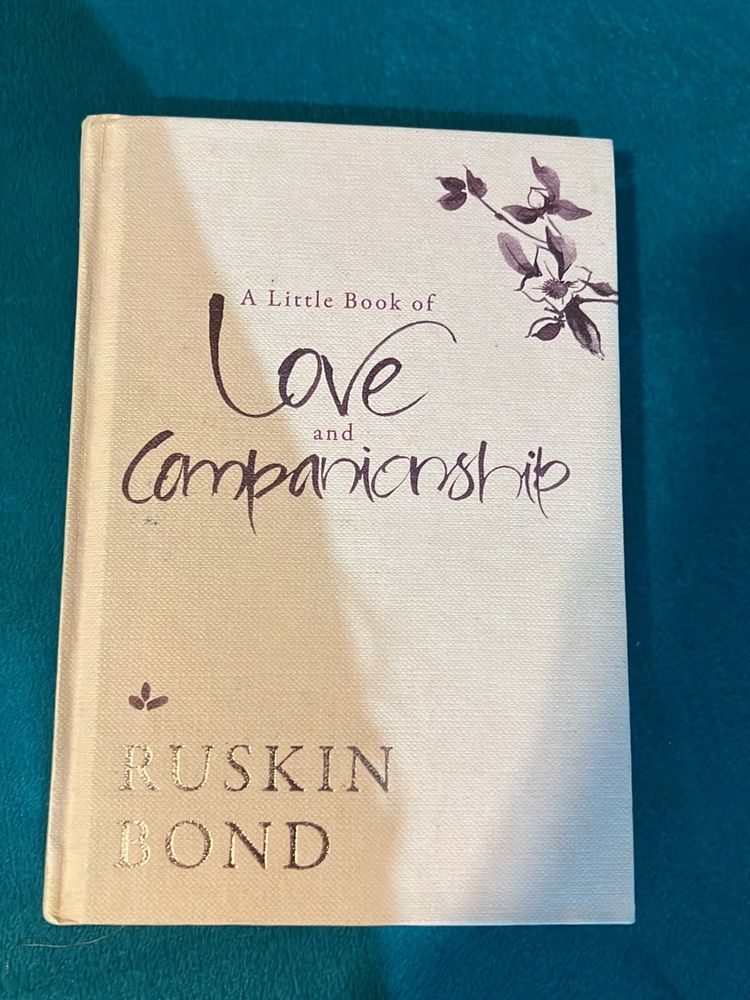 A Little Book of
Love
and
Companionship
RUSKIN
BOND